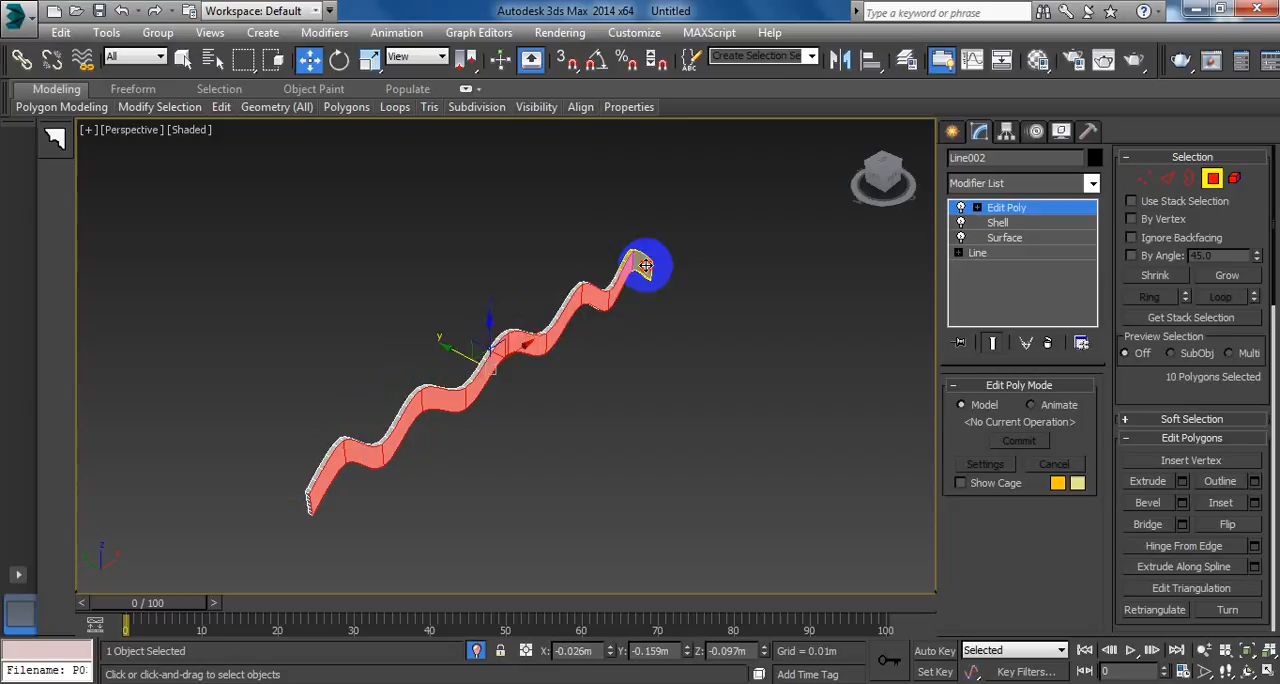 Workspace: Default
Autodesk 3ds Max 2014 x64
Untitled
Type a keyword or phrase
Edit
Tools
Group
Views
Create
Modifiers
Animation
Graph Editors
Rendering
Customize
MAXScript
Help
All
View
3
Create Selection Se
Modeling
Freeform
Selection
Object Paint
Populate
Polygon Modeling
Modify Selection
Edit
Geometry (All)
Polygons
Loops
Tris
Subdivision
Visibility
Align
Properties
[+] [Perspective] [Shaded]
y
z
Line002
Modifier List
Edit Poly
Shell
Surface
Line
Edit Poly Mode
Model
Animate
<No Current Operation>
Commit
Settings
Cancel
Show Cage
Selection
Use Stack Selection
By Vertex
Ignore Backfacing
By Angle:
45.0
Shrink
Grow
Ring
Loop
Get Stack Selection
Preview Selection
Off
SubObj
Multi
10 Polygons Selected
Soft Selection
Edit Polygons
Insert Vertex
Extrude
Outline
Bevel
Inset
Bridge
Flip
Hinge From Edge
Extrude Along Spline
Edit Triangulation
Retriangulate
Turn
<
0 / 100
>
0
10
20
30
40
50
60
70
80
90
100
1 Object Selected
X:
-0.026m
Y:
-0.159m
Z:
-0.097m
Grid = 0.01m
Auto Key
Selected
Filename: P0
Click or click-and-drag to select objects
Add Time Tag
Set Key
Key Filters...
0